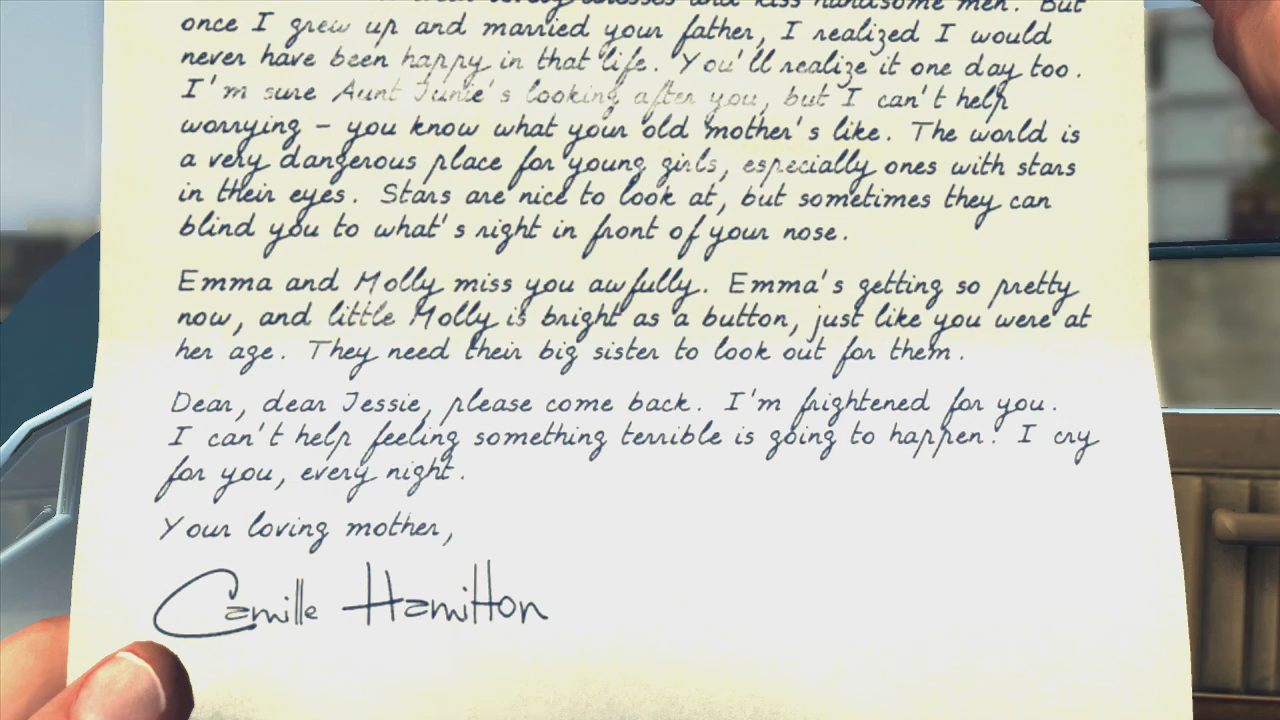 lovely dresses and kiss handsome men. But
once I grew up and married your father, I realized I would
never have been happy in that life. You'll realize it one day too.
I'm sure Aunt Junie's looking after you, but I can't help
worrying - you know what your old mother's like. The world is
a very dangerous place for young girls, especially ones with stars
in their eyes. Stars are nice to look at, but sometimes they can
blind you to what's right in front of your nose.
Emma and Molly miss you awfully. Emma's getting so pretty
now, and little Molly is bright as a button, just like you were at
her age. They need their big sister to look out for them.
Dear, dear Jessie, please come back. I'm frightened for you.
I can't help feeling something terrible is going to happen. I cry
for you, every night.
Your loving mother,
Camille Hamilton